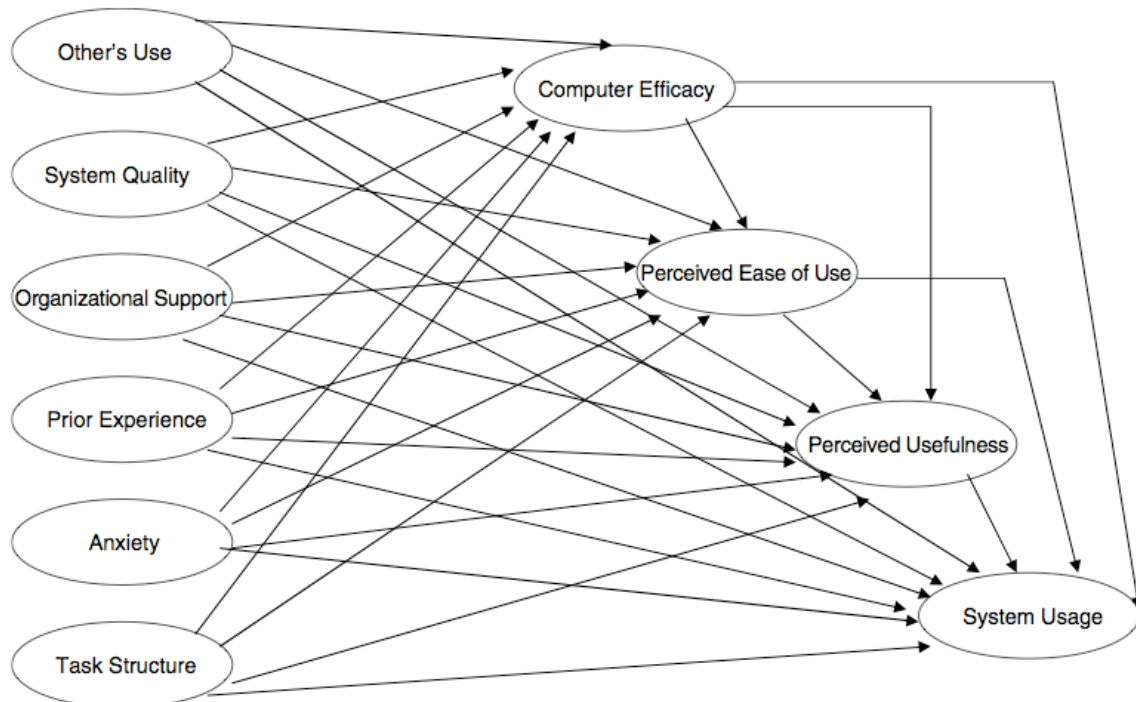 Other's Use
Computer Efficacy
System Quality
Perceived Ease of Use
Organizational Support
Prior Experience
Perceived Usefulness
Anxiety
System Usage
Task Structure